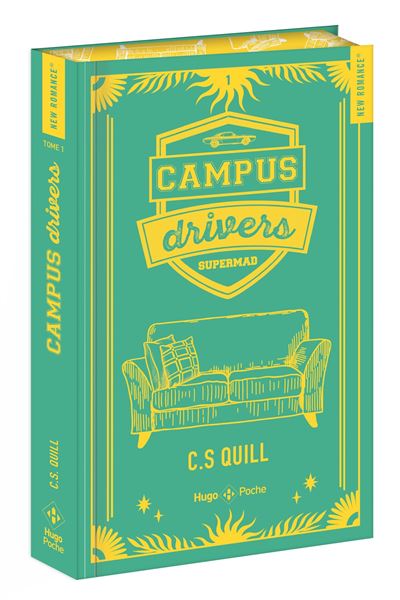 NEW ROMANCE®
TOME 1
CAMPUS drivers
C.S. QUILL
Hugo Poche
1
NEW ROMANCE®
CAMPUS
drivers
SUPERMAD
C.S QUILL
Hugo Poche